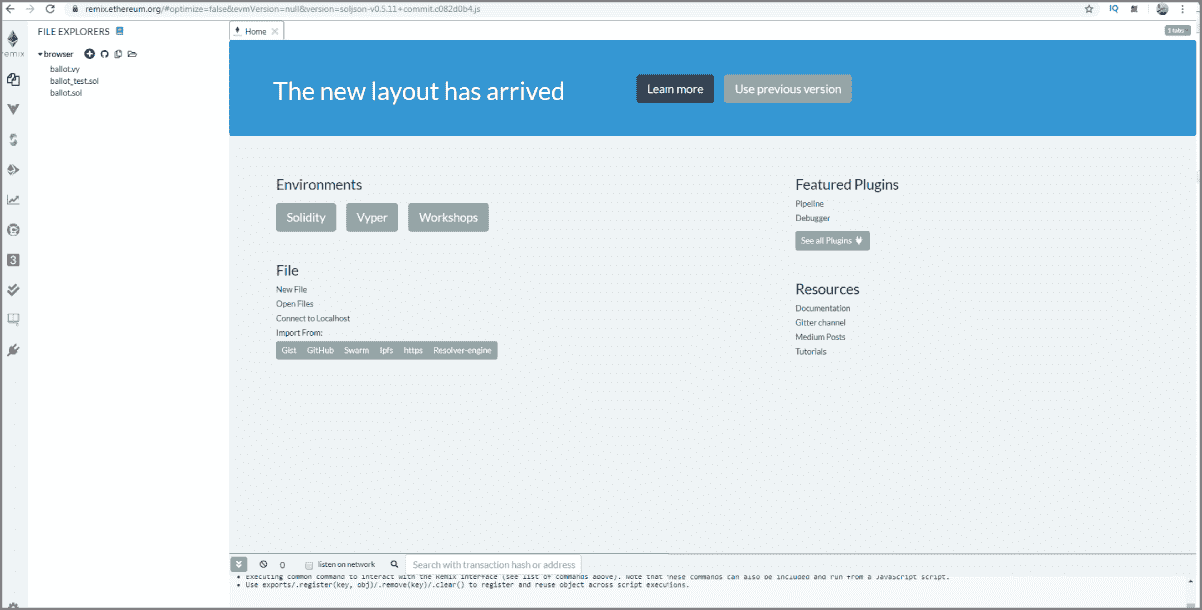 remix.ethereum.org/#optimize=false&evmVersion=null&version=soljson-v0.5.11+commit.c082d0b4.js
IQ
FILE EXPLORERS
Home
1 tabs
remix
browser
ballot.vy
ballot_test.sol
ballot.sol
The new layout has arrived
Learn more
Use previous version
Environments
Solidity
Vyper
Workshops
Featured Plugins
Pipeline
Debugger
See all Plugins
File
New File
Open Files
Connect to Localhost
Import From:
Gist GitHub Swarm Ipfs https Resolver-engine
Resources
Documentation
Gitter channel
Medium Posts
Tutorials
0 listen on network Search with transaction hash or address
• Executing common command to interact with the Remix interface (see list of commands above). Note that these commands can also be included and run from a JavaScript script.
• Use exports/.register(key, obj)/.remove(key)/.clear() to register and reuse object across script executions.